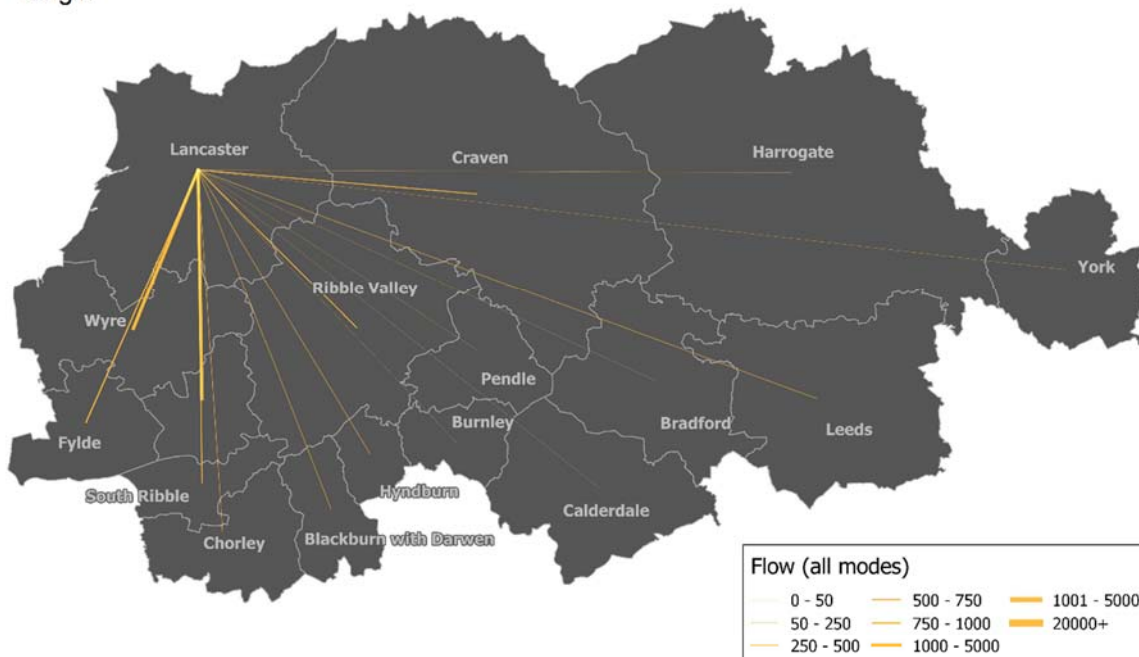 Lancaster
Craven
Harrogate
York
Ribble Valley
Wyre
Pendle
Burnley
Bradford
Leeds
Fylde
South Ribble
Hyndburn
Calderdale
Chorley
Blackburn with Darwen
Flow (all modes)
0 - 50
500 - 750
1001 - 5000
50 - 250
750 - 1000
20000+
250 - 500
1000 - 5000